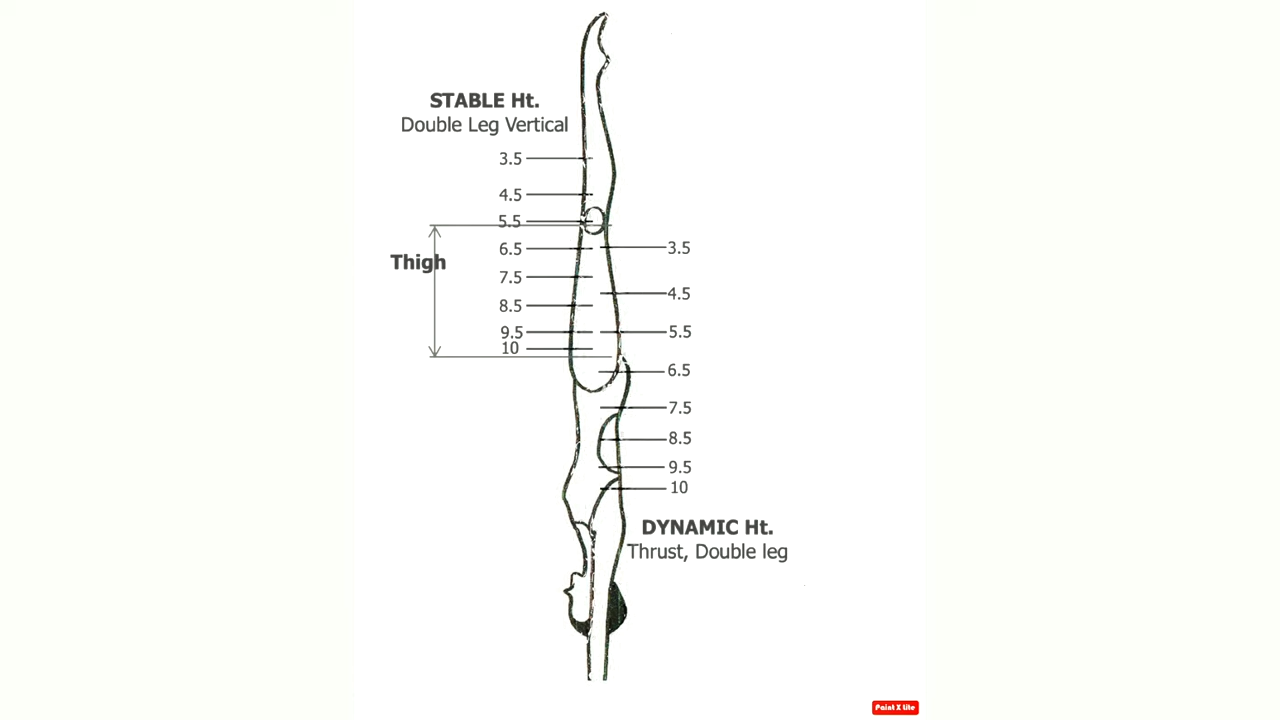 STABLE Ht.
Double Leg Vertical
3.5
4.5
5.5
6.5
Thigh
7.5
8.5
9.5
10
3.5
4.5
5.5
6.5
7.5
8.5
9.5
10
DYNAMIC Ht.
Thrust, Double leg
Paint X Lite